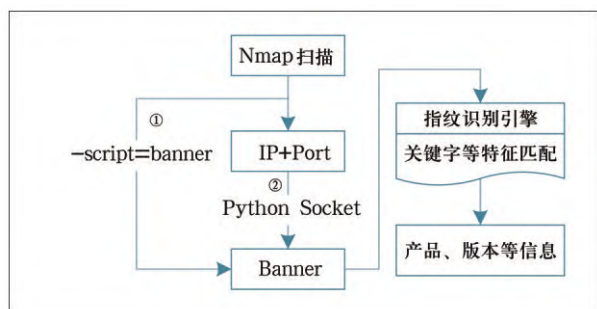 Nmap扫描
①
—script=banner
IP+Port
②
Python Socket
Banner
指纹识别引擎
关键字等特征匹配
产品、版本等信息